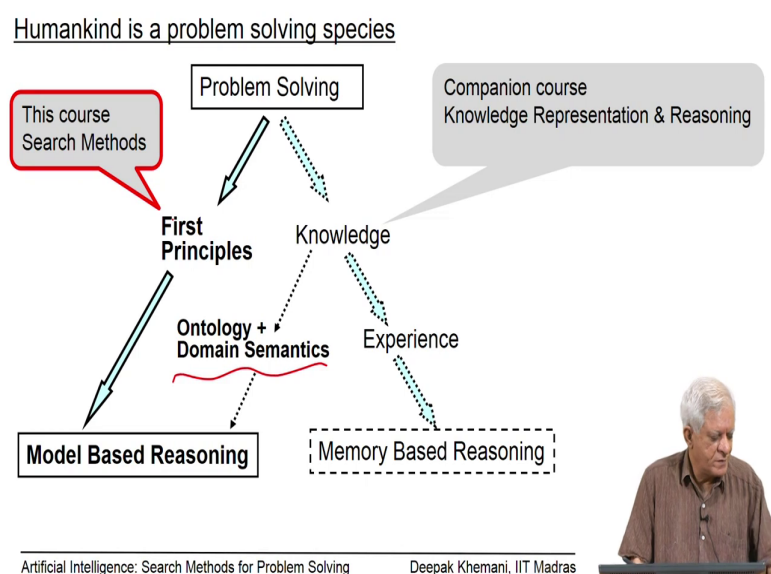 Humankind is a problem solving species
Problem Solving
This course
Search Methods
Companion course
Knowledge Representation & Reasoning
First
Principles
Knowledge
Ontology +
Domain Semantics
Experience
Model Based Reasoning
Memory Based Reasoning
Artificial Intelligence: Search Methods for Problem Solving
Deepak Khemani, IIT Madras